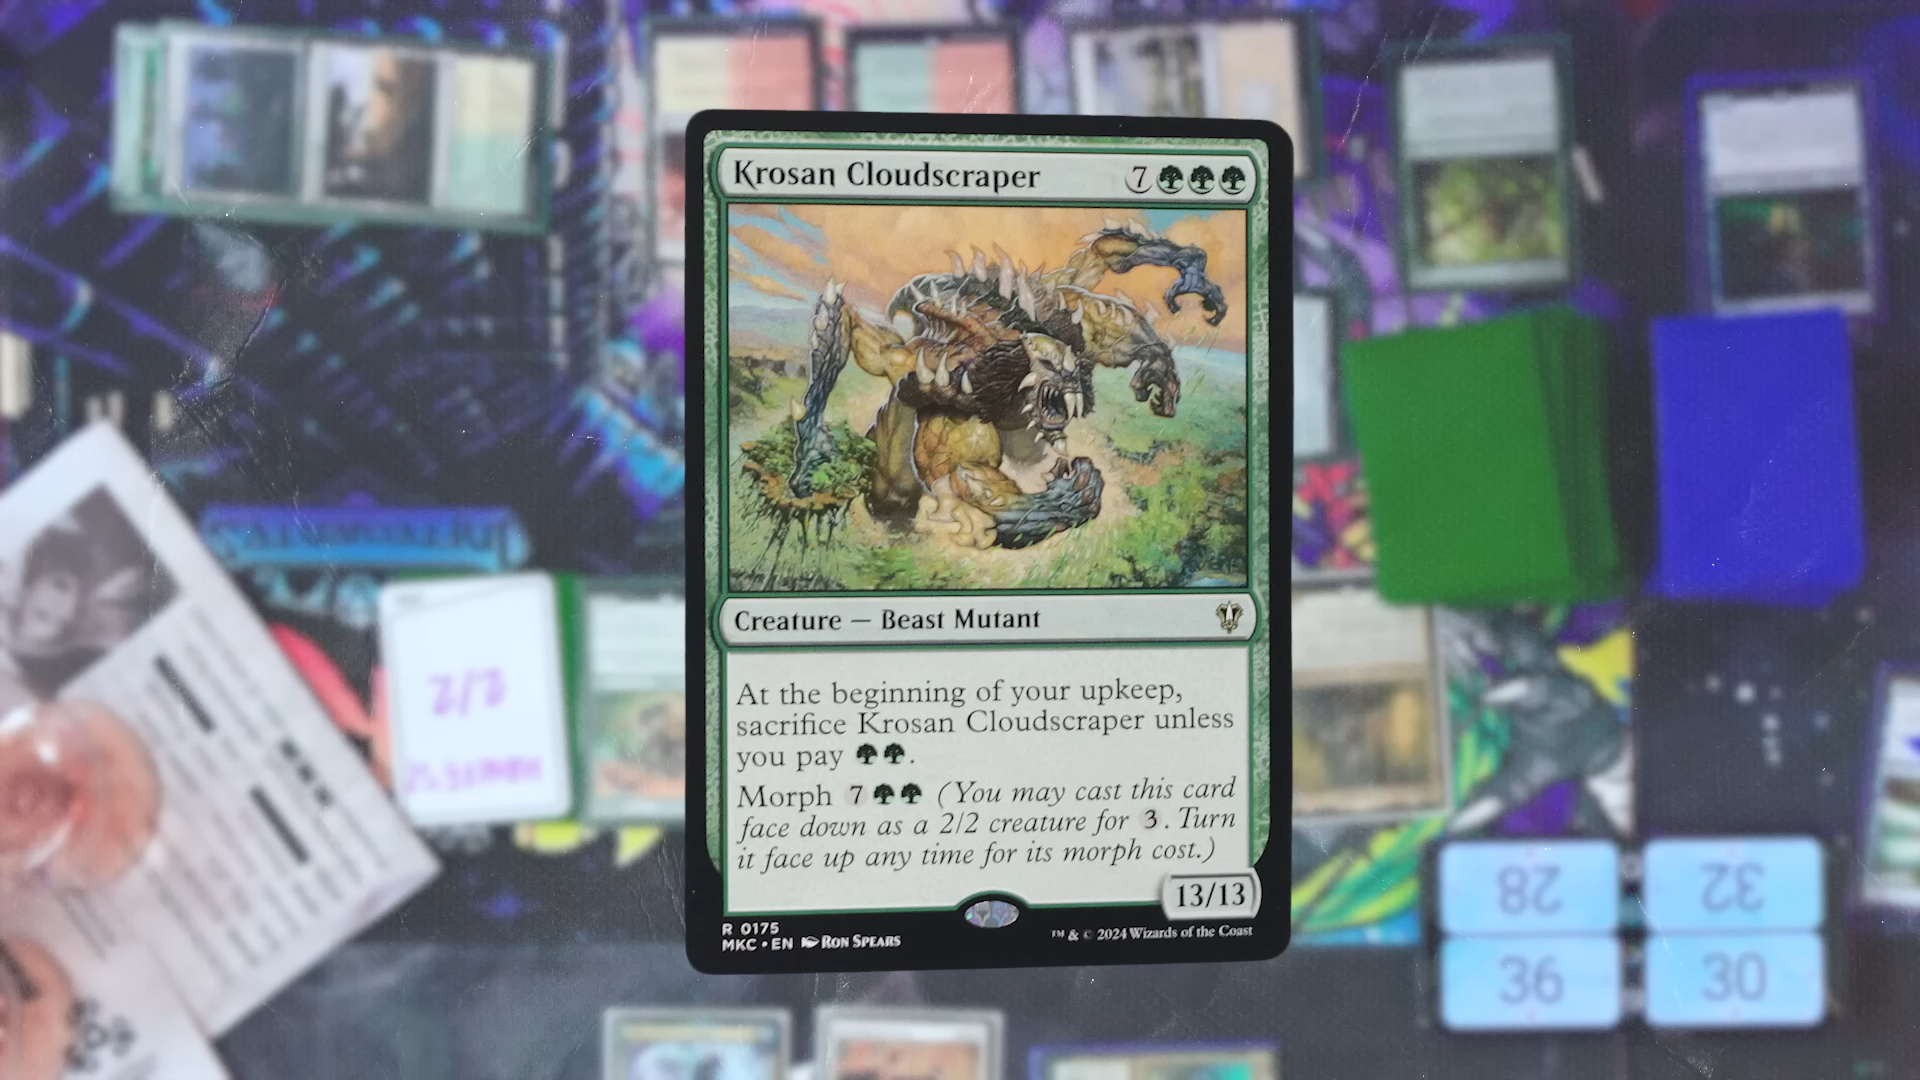 Krosan Cloudscraper 7
Creature — Beast Mutant
At the beginning of your upkeep,
sacrifice Krosan Cloudscraper unless
you pay .
Morph 7 (You may cast this card
face down as a 2/2 creature for 3. Turn
it face up any time for its morph cost.)
13/13
R 0175
MKC • EN Ron Spears
™ & © 2024 Wizards of the Coast
2/2
28
32
36
30